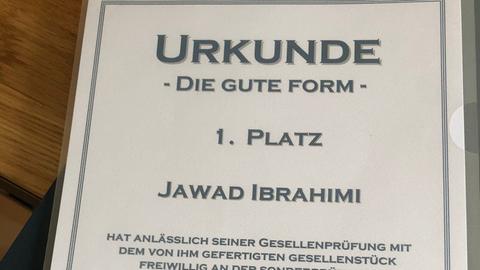 URKUNDE
- DIE GUTE FORM -
1. PLATZ
JAWAD IBRAHIMI
HAT ANLÄSSLICH SEINER GESELLENPRÜFUNG MIT
DEM VON IHM GEFERTIGTEN GESELLENSTÜCK
FREIWILLIG AN DER